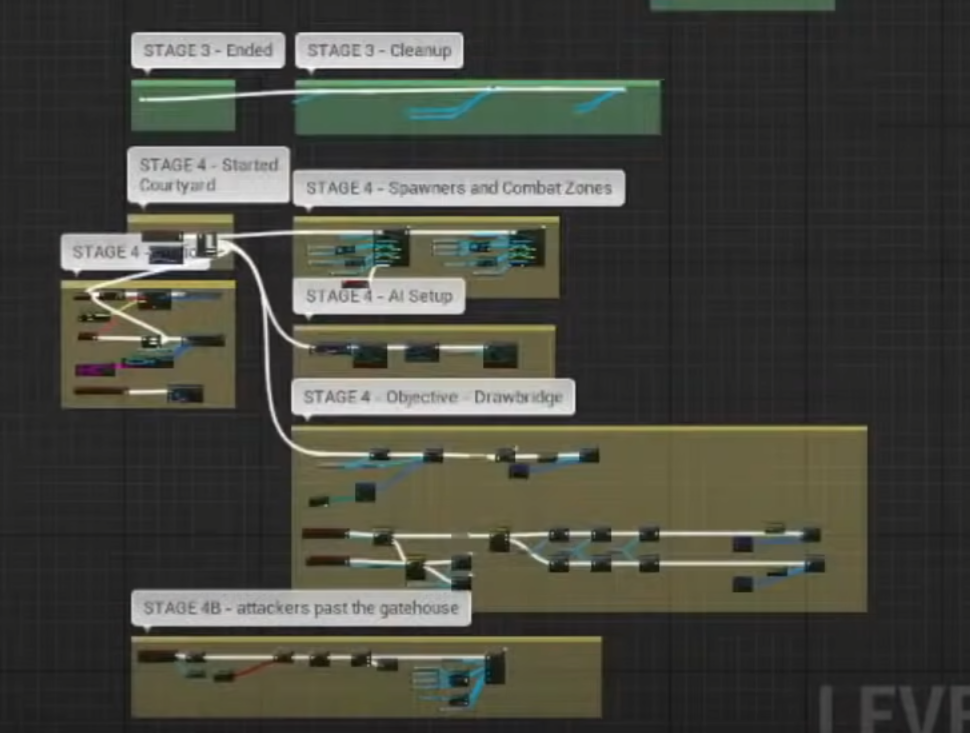 STAGE 3 - Ended
STAGE 3 - Cleanup
STAGE 4 - Started
Courtyard
STAGE 4 - Spawners and Combat Zones
STAGE 4 -
STAGE 4 - AI Setup
STAGE 4 - Objective - Drawbridge
STAGE 4B - attackers past the gatehouse
LEVE